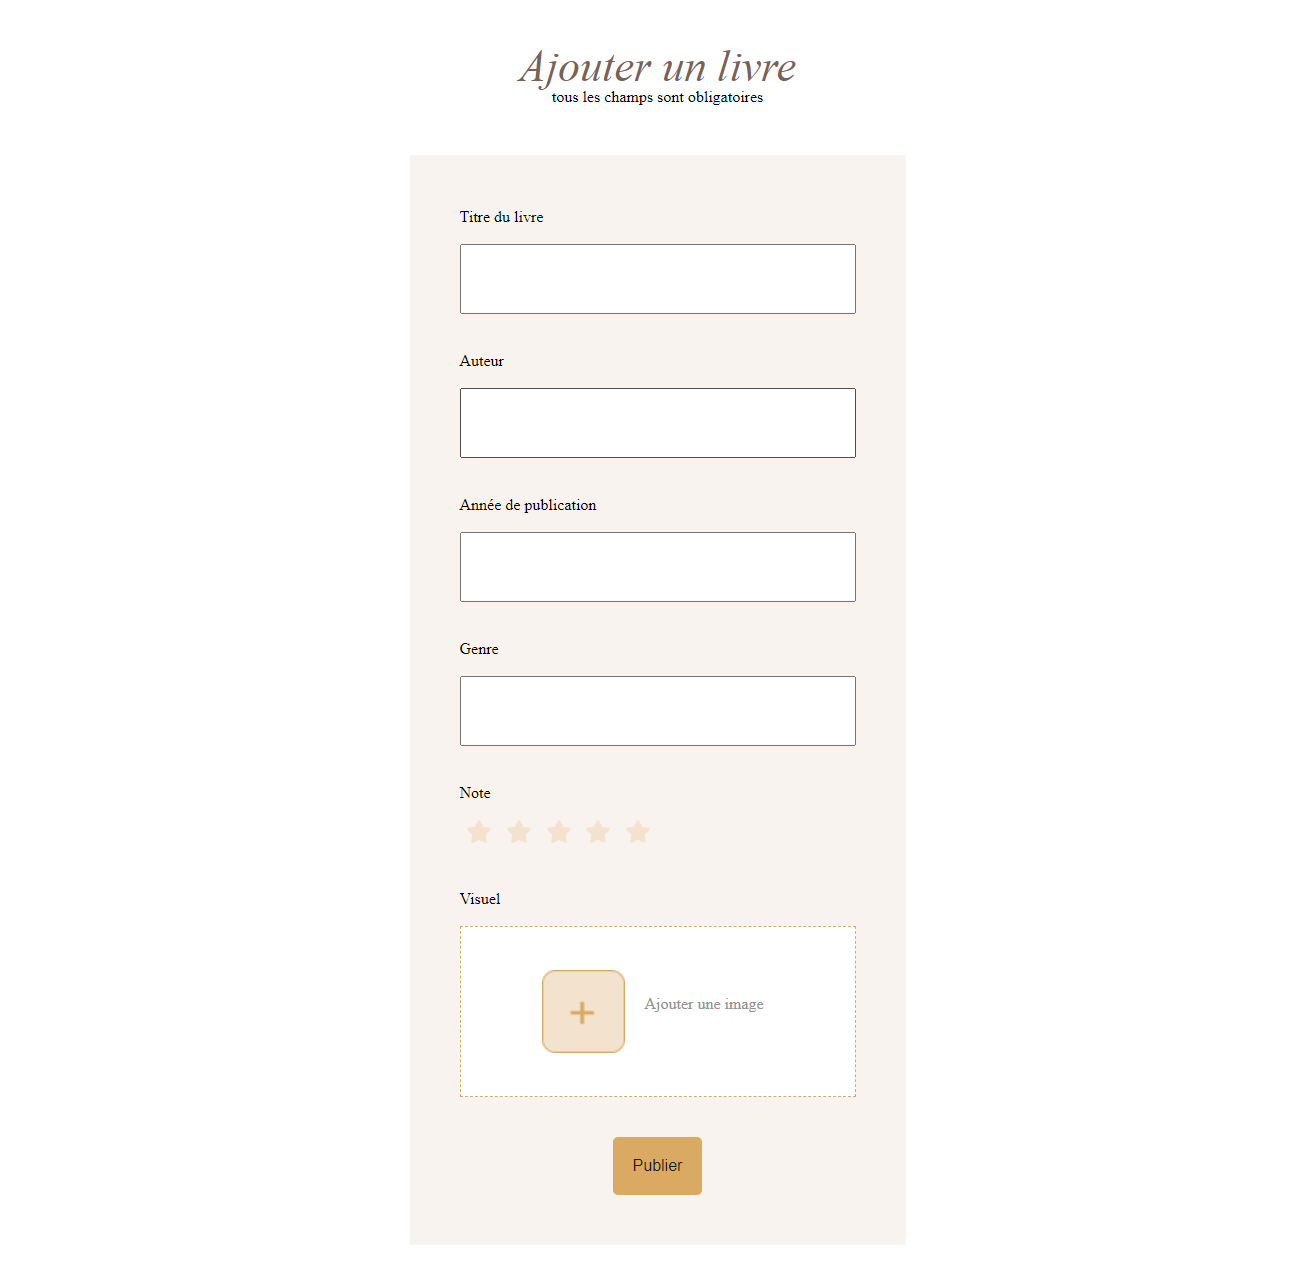 Ajouter un livre
tous les champs sont obligatoires
Titre du livre
Auteur
Année de publication
Genre
Note
Visuel
Ajouter une image
Publier